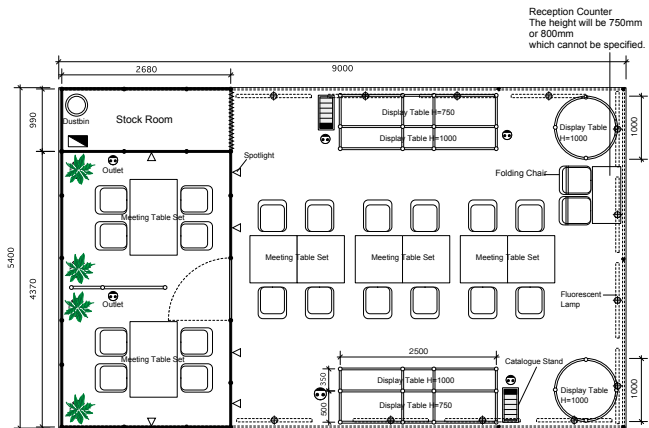 Reception Counter
The height will be 750mm
or 800mm
which cannot be specified.
2680
9000
5400
990
4370
Dustbin
Stock Room
Display Table H=750
Display Table H=1000
Display Table
H=1000
1000
Spotlight
Outlet
Folding Chair
Meeting Table Set
Meeting Table Set
Meeting Table Set
Meeting Table Set
Outlet
Fluorescent
Lamp
Meeting Table Set
2500
Catalogue Stand
350
500
Display Table H=1000
Display Table H=750
Display Table
H=1000
1000